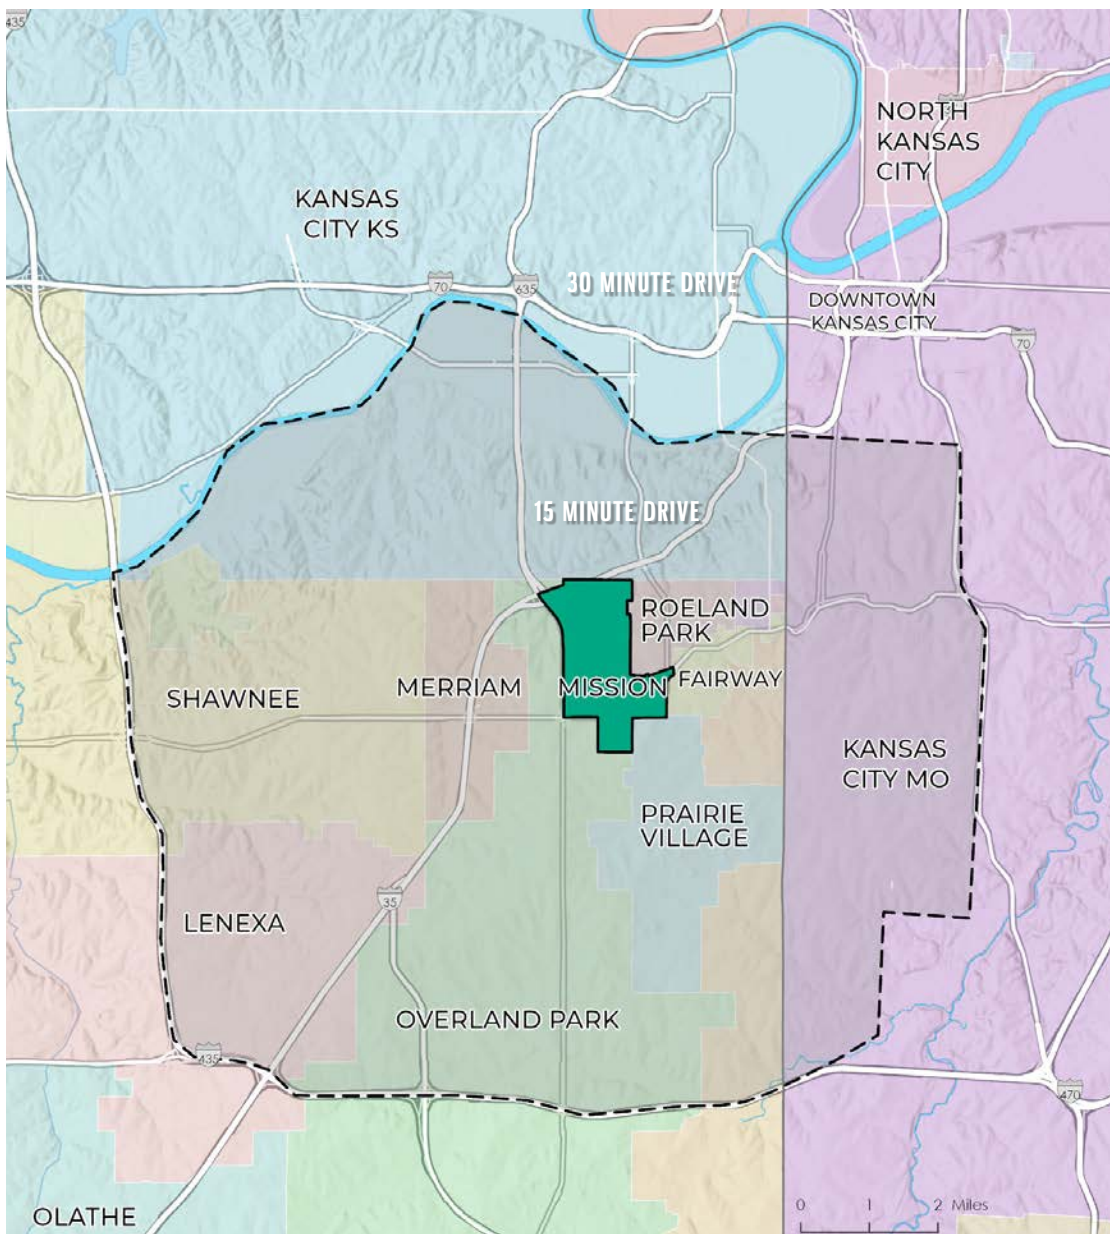 435
NORTH
KANSAS
CITY
KANSAS
CITY KS
70
635
30 MINUTE DRIVE
DOWNTOWN
KANSAS CITY
70
15 MINUTE DRIVE
ROELAND
PARK
SHAWNEE
MERRIAM
MISSION
FAIRWAY
KANSAS
CITY MO
PRAIRIE
VILLAGE
35
LENEXA
OVERLAND PARK
435
470
0 1 2 Miles
OLATHE